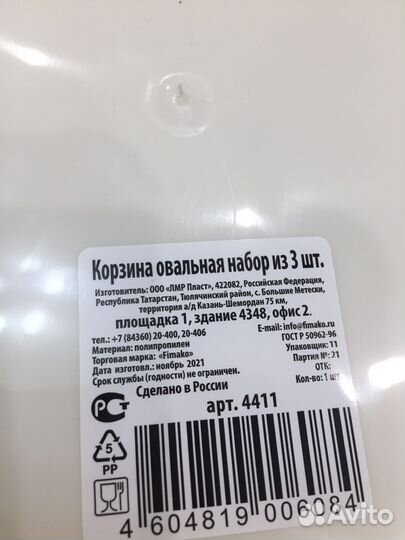 Корзина овальная набор из 3 шт.
Изготовитель: ООО «ЛМР Пласт», 422082, Российская Федерация,
Республика Татарстан, Тюлячинский район, с. Большие Метески,
территория а/д Казань-Шемордан 75 км,
площадка 1, здание 4348, офис 2.
тел.: +7 (84360) 20-400, 20-406 E-mail: info@fimako.ru
Материал: полипропилен ГОСТ Р 50962-96
Торговая марка: «Fimako» Упаковщик: 11
Дата изготовл.: ноябрь 2021 Партия №: 21
Срок службы (годности) не ограничен. ОТК:
Сделано в России Кол-во: 1 шт
арт. 4411
РСТ
5
PP
4 604819 006084
Avito